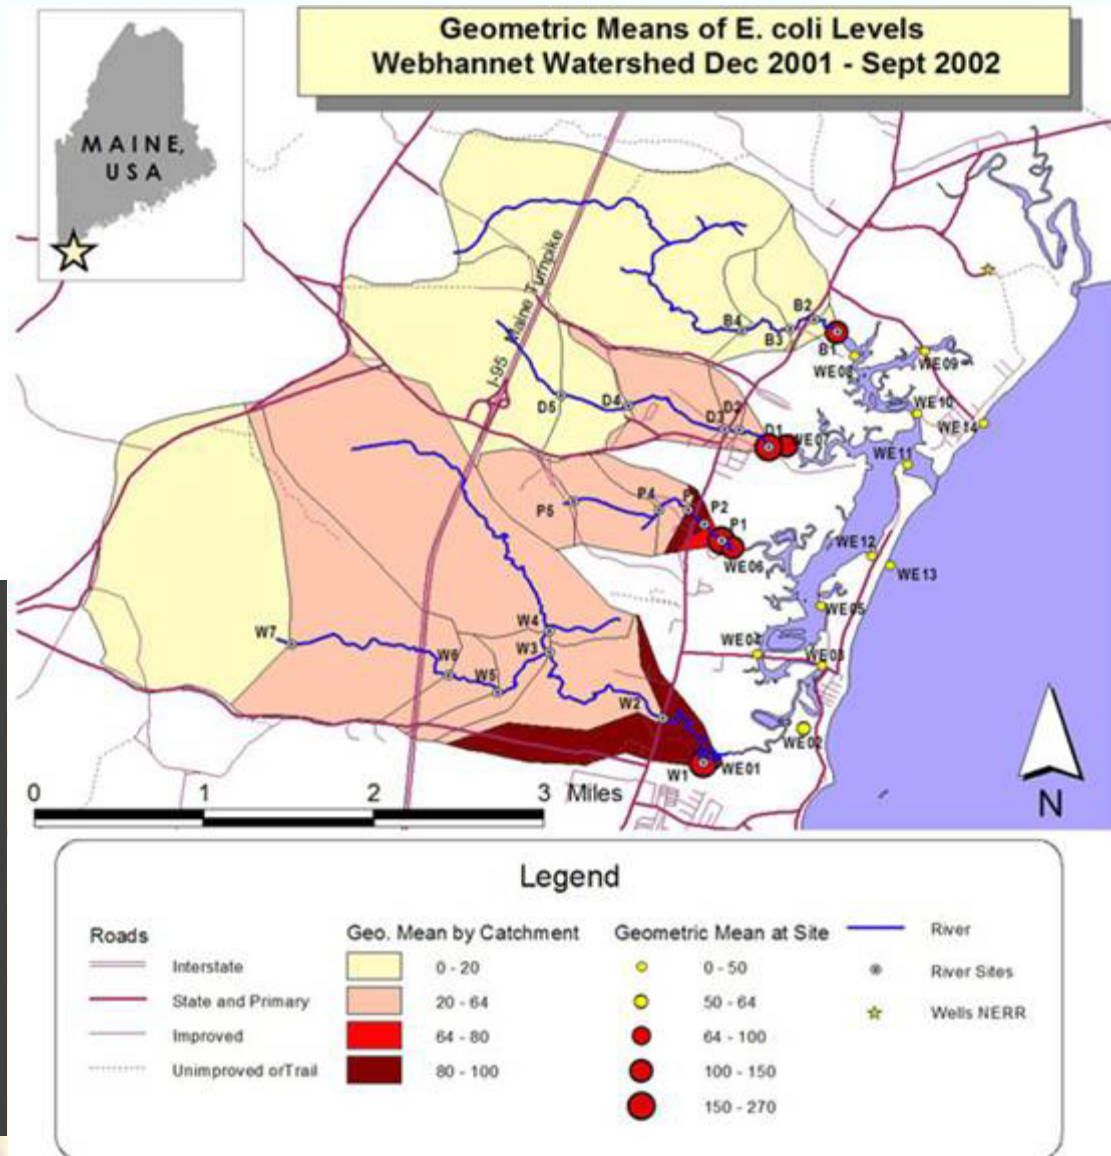 Geometric Means of E. coli Levels
Webhannet Watershed Dec 2001 - Sept 2002
MAINE,
USA
I-95 Maine Turnpike
B4
B3
B2
B1
WE08
WE09
WE10
WE14
WE11
D5
D4
D3
D2
D1
WE07
P5
P4
P
P2
P1
WE06
WE12
WE13
WE05
WE04
WE03
WE02
W7
W6
W5
W4
W3
W2
W1
WE01
0 1 2 3 Miles
N
Legend
Roads
Interstate
State and Primary
Improved
Unimproved orTrail
Geo. Mean by Catchment
0 - 20
20 - 64
64 - 80
80 - 100
Geometric Mean at Site
0 - 50
50 - 64
64 - 100
100 - 150
150 - 270
River
River Sites
Wells NERR